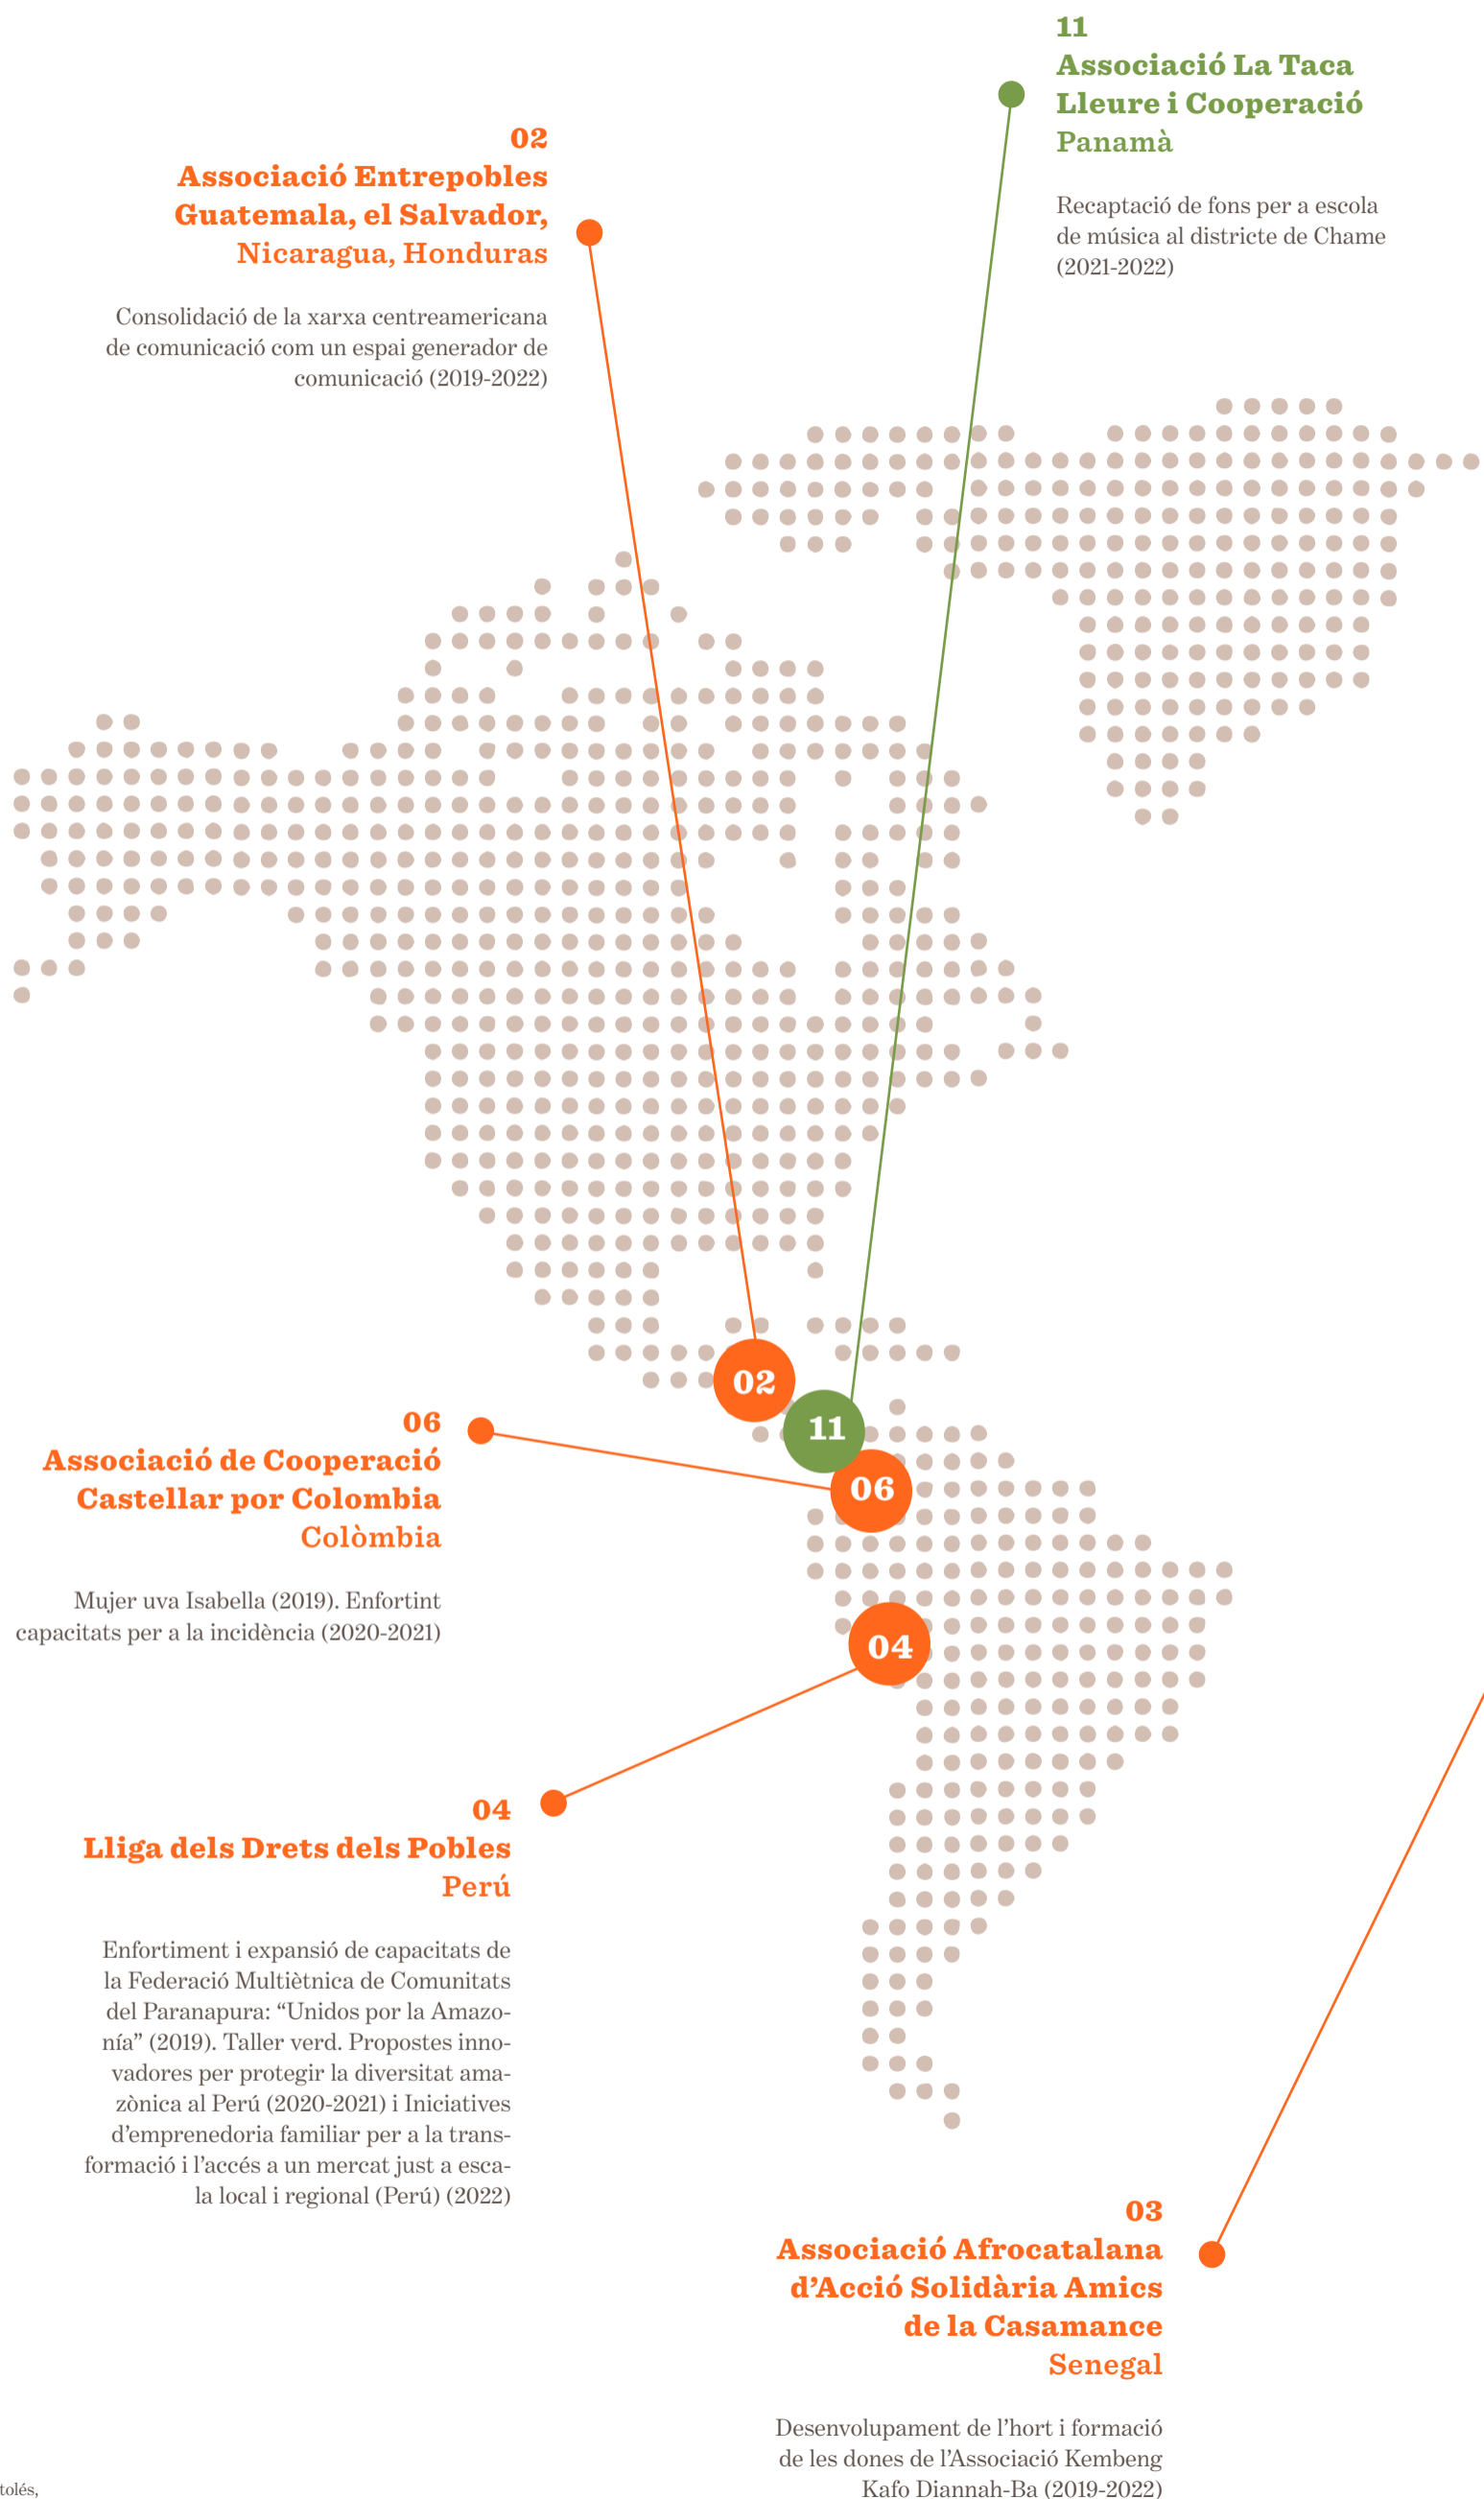 11
Associació La Taca
Lleure i Cooperació
Panamà
Recaptació de fons per a escola
de música al districte de Chame
(2021-2022)
02
Associació Entrepobles
Guatemala, el Salvador,
Nicaragua, Honduras
Consolidació de la xarxa centreamericana
de comunicació com un espai generador de
comunicació (2019-2022)
02
11
06
06
Associació de Cooperació
Castellar por Colombia
Colòmbia
Mujer uva Isabella (2019). Enfortint
capacitats per a la incidència (2020-2021)
04
04
Lliga dels Drets dels Pobles
Perú
Enfortiment i expansió de capacitats de
la Federació Multiètnica de Comunitats
del Paranapura: “Unidos por la Amazo-
nía” (2019). Taller verd. Propostes inno-
vadores per protegir la diversitat ama-
zònica al Perú (2020-2021) i Iniciatives
d’emprenedoria familiar per a la trans-
formació i l’accés a un mercat just a esca-
la local i regional (Perú) (2022)
03
Associació Afrocatalana
d’Acció Solidària Amics
de la Casamance
Senegal
Desenvolupament de l’hort i formació
de les dones de l’Associació Kembeng
Kafo Diannah-Ba (2019-2022)
tolés,